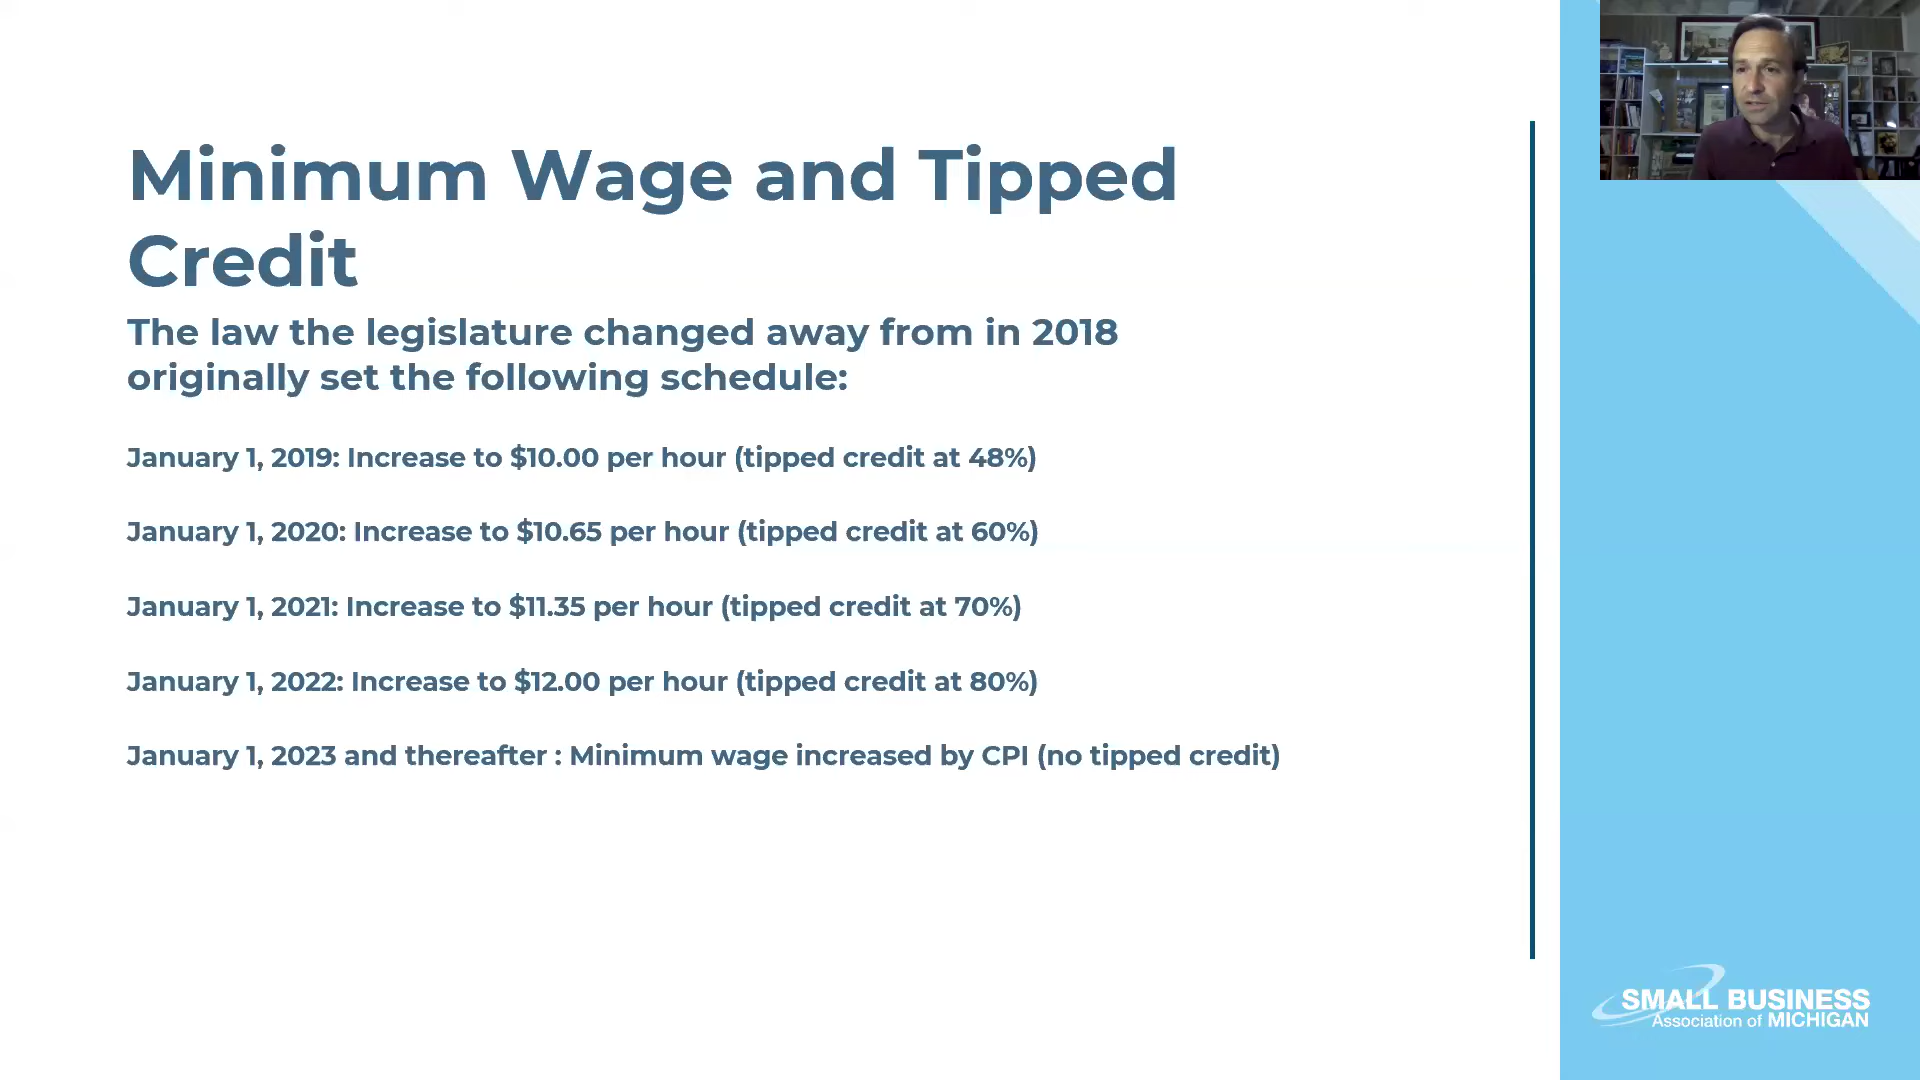 Minimum Wage and Tipped
Credit
The law the legislature changed away from in 2018
originally set the following schedule:
January 1, 2019: Increase to $10.00 per hour (tipped credit at 48%)
January 1, 2020: Increase to $10.65 per hour (tipped credit at 60%)
January 1, 2021: Increase to $11.35 per hour (tipped credit at 70%)
January 1, 2022: Increase to $12.00 per hour (tipped credit at 80%)
January 1, 2023 and thereafter : Minimum wage increased by CPI (no tipped credit)
SMALL BUSINESS
Association of MICHIGAN